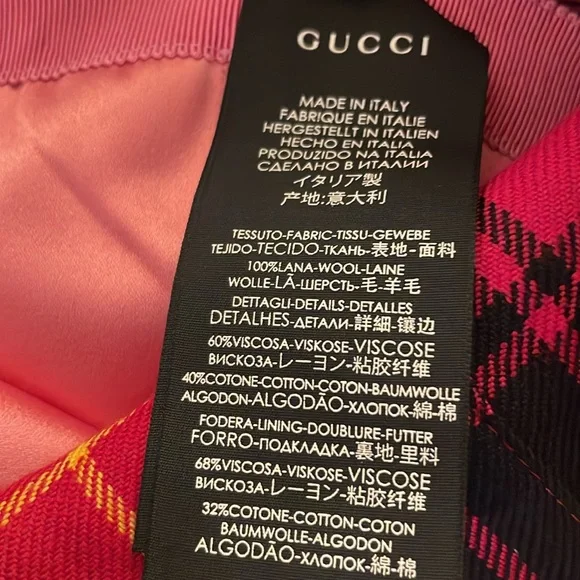 GUCCI
MADE IN ITALY
FABRIQUE EN ITALIE
HERGESTELLT IN ITALIEN
HECHO EN ITALIA
PRODUZIDO NA ITALIA
СДЕЛАНО В ИТАЛИИ
イタリア製
产地:意大利
TESSUTO-FABRIC-TISSU-GEWEBE
TEJIDO-TECIDO-ТКАНЬ-表地-面料
100%LANA-WOOL-LAINE
WOLLE-LÃ-ШЕРСТЬ-毛-羊毛
DETTAGLI-DETAILS-DETALLES
DETALHES-ДЕТАЛИ-詳細-镶边
60%VISCOSA-VISKOSE-VISCOSE
ВИСКОЗА-レーヨン-粘胶纤维
40%COTONE-COTTON-COTON-BAUMWOLLE
ALGODON-ALGODÃO-ХЛОПОК-綿-棉
FODERA-LINING-DOUBLURE-FUTTER
FORRO-ПОДКЛАДКА-裏地-里料
68%VISCOSA-VISKOSE-VISCOSE
ВИСКОЗА-レーヨン-粘胶纤维
32%COTONE-COTTON-COTON
BAUMWOLLE-ALGODON
ALGODÃO-ХЛОПОК-綿-棉